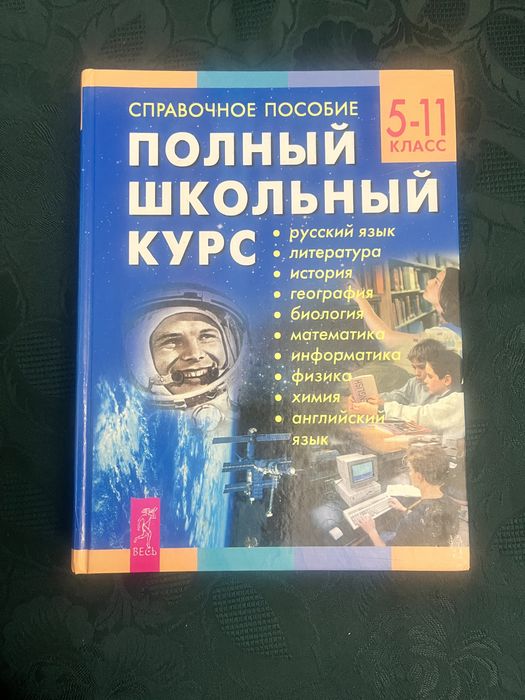 СПРАВОЧНОЕ ПОСОБИЕ
5-11
КЛАСС
ПОЛНЫЙ
ШКОЛЬНЫЙ
КУРС
• русский язык
• литература
• история
• география
• биология
• математика
• информатика
• физика
• химия
• английский
язык
ENGLISH
ВЕСЬ